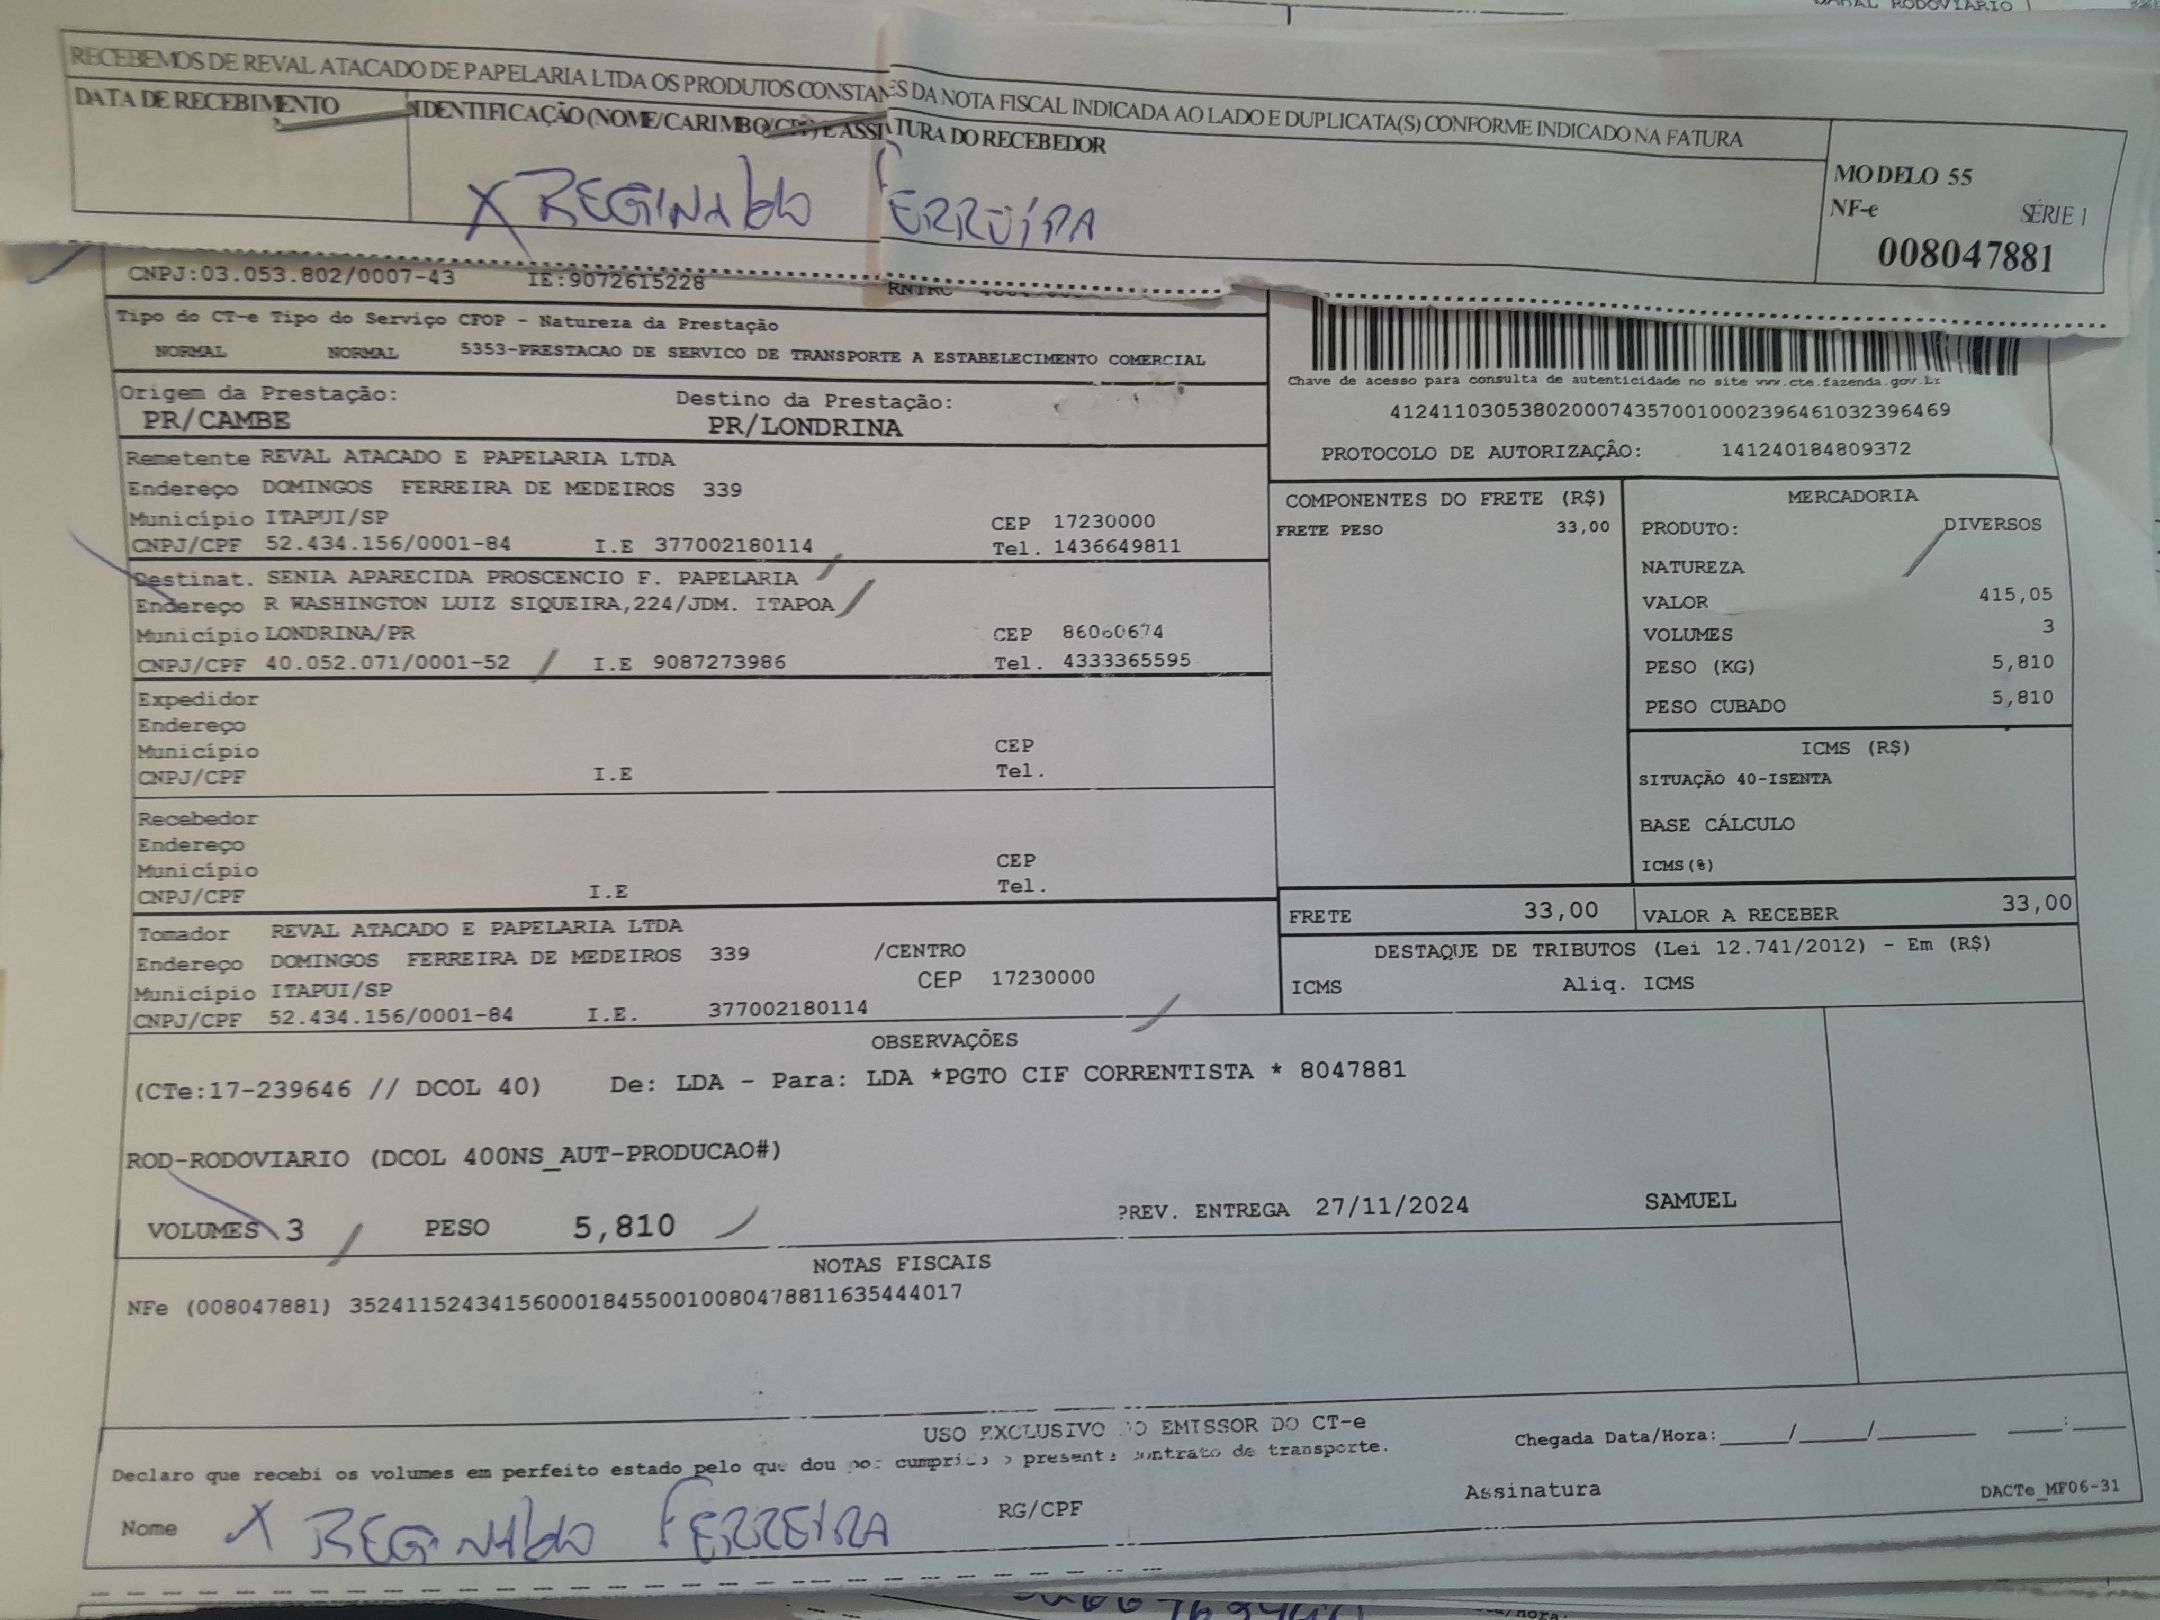 RECEBEMOS DE REVAL ATACADO DE PAPELARIA LTDA OS PRODUTOS CONSTAN ES DA NOTA FISCAL INDICADA AO LADO E DUPLICATA(S) CONFORME INDICADO NA FATURA
DATA DE RECEBIMENTO IDENTIFICAÇÃO (NOME/CARIMBO/ E ASSI TURA DO RECEBEDOR
X REGINALDO FERREIRA
MODELO 55
NF-e SÉRIE 1
008047881
CNPJ:03.053.802/0007-43 IE:9072615228 RNTRC
Tipo do CT-e Tipo do Serviço CFOP - Natureza da Prestação
NORMAL NORMAL 5353-PRESTACAO DE SERVICO DE TRANSPORTE A ESTABELECIMENTO COMERCIAL
Origem da Prestação: Destino da Prestação:
PR/CAMBE PR/LONDRINA
Chave de acesso para consulta de autenticidade no site www.cte.fazenda.gov.br
41241103053802000743570010002396461032396469
PROTOCOLO DE AUTORIZAÇÃO: 141240184809372
Remetente REVAL ATACADO E PAPELARIA LTDA
Endereço DOMINGOS FERREIRA DE MEDEIROS 339
Município ITAPUI/SP CEP 17230000
CNPJ/CPF 52.434.156/0001-84 I.E 377002180114 Tel. 1436649811
Destinat. SENIA APARECIDA PROSCENCIO F. PAPELARIA
Endereço R WASHINGTON LUIZ SIQUEIRA,224/JDM. ITAPOA
Município LONDRINA/PR CEP
CNPJ/CPF 40.052.071/0001-52 I.E 9087273986 Tel. 4333365595
Expedidor
Endereço
Município CEP
CNPJ/CPF I.E Tel.
Recebedor
Endereço
Município CEP
CNPJ/CPF I.E Tel.
Tomador REVAL ATACADO E PAPELARIA LTDA
Endereço DOMINGOS FERREIRA DE MEDEIROS 339 /CENTRO
Município ITAPUI/SP CEP 17230000
CNPJ/CPF 52.434.156/0001-84 I.E. 377002180114
COMPONENTES DO FRETE (R$)
FRETE PESO 33,00
MERCADORIA
PRODUTO: DIVERSOS
NATUREZA
VALOR 415,05
VOLUMES 3
PESO (KG) 5,810
PESO CUBADO 5,810
ICMS (R$)
SITUAÇÃO 40-ISENTA
BASE CÁLCULO
ICMS(%)
FRETE 33,00 VALOR A RECEBER 33,00
DESTAQUE DE TRIBUTOS (Lei 12.741/2012) - Em (R$)
ICMS Aliq. ICMS
OBSERVAÇÕES
(CTe:17-239646 // DCOL 40) De: LDA - Para: LDA *PGTO CIF CORRENTISTA * 8047881
ROD-RODOVIARIO (DCOL 400NS_AUT-PRODUCAO#)
VOLUMES 3 PESO 5,810 PREV. ENTREGA 27/11/2024 SAMUEL
NOTAS FISCAIS
NFe (008047881) 35241152434156000184550010080478811635444017
USO EXCLUSIVO DO EMISSOR DO CT-e
Declaro que recebi os volumes em perfeito estado pelo que dou por cumprido o presente contrato de transporte.
Chegada Data/Hora:____/____/______ ___:___
Nome X REGINALDO FERREIRA RG/CPF Assinatura DACTe_MF06-31